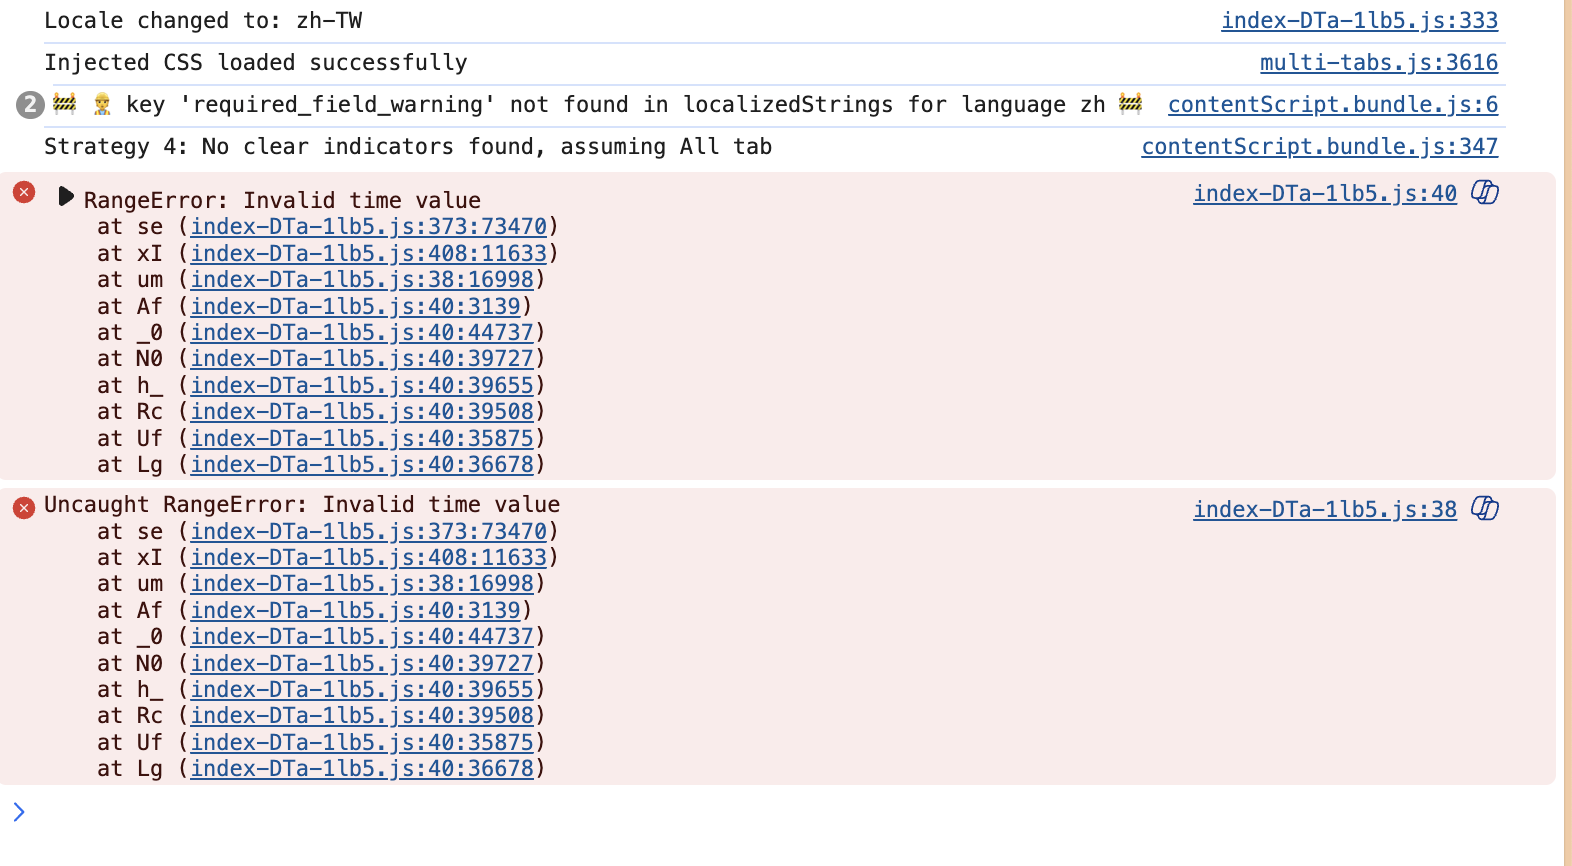 Locale changed to: zh-TW index-DTa-1lb5.js:333
Injected CSS loaded successfully multi-tabs.js:3616
2 🚧 👷 key 'required_field_warning' not found in localizedStrings for language zh 🚧 contentScript.bundle.js:6
Strategy 4: No clear indicators found, assuming All tab contentScript.bundle.js:347
RangeError: Invalid time value index-DTa-1lb5.js:40
at se (index-DTa-1lb5.js:373:73470)
at xI (index-DTa-1lb5.js:408:11633)
at um (index-DTa-1lb5.js:38:16998)
at Af (index-DTa-1lb5.js:40:3139)
at _0 (index-DTa-1lb5.js:40:44737)
at N0 (index-DTa-1lb5.js:40:39727)
at h_ (index-DTa-1lb5.js:40:39655)
at Rc (index-DTa-1lb5.js:40:39508)
at Uf (index-DTa-1lb5.js:40:35875)
at Lg (index-DTa-1lb5.js:40:36678)
Uncaught RangeError: Invalid time value index-DTa-1lb5.js:38
at se (index-DTa-1lb5.js:373:73470)
at xI (index-DTa-1lb5.js:408:11633)
at um (index-DTa-1lb5.js:38:16998)
at Af (index-DTa-1lb5.js:40:3139)
at _0 (index-DTa-1lb5.js:40:44737)
at N0 (index-DTa-1lb5.js:40:39727)
at h_ (index-DTa-1lb5.js:40:39655)
at Rc (index-DTa-1lb5.js:40:39508)
at Uf (index-DTa-1lb5.js:40:35875)
at Lg (index-DTa-1lb5.js:40:36678)